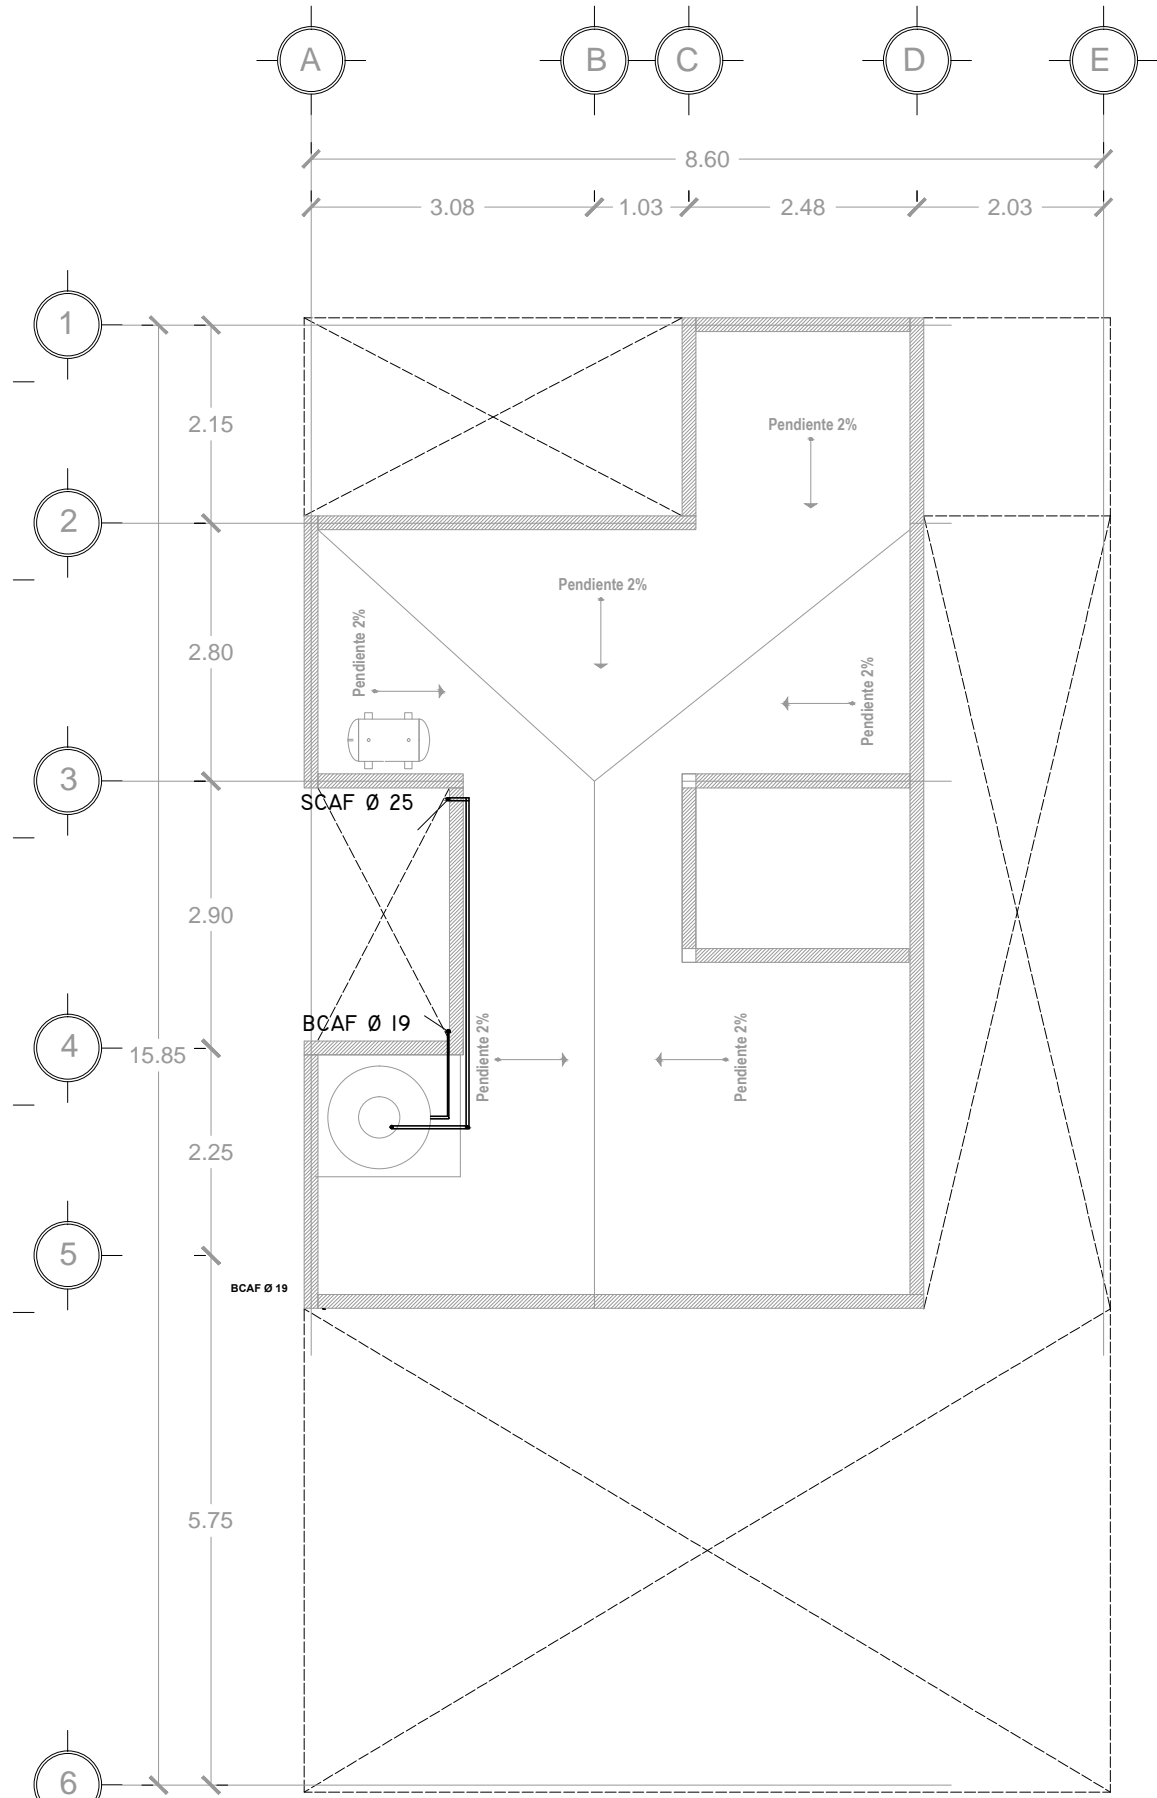 A
B
C
D
E
8.60
3.08
1.03
2.48
2.03
1
2.15
Pendiente 2%
2
Pendiente 2%
Pendiente 2%
2.80
Pendiente 2%
3
SCAF Ø 25
2.90
BCAF Ø 19
4
15.85
Pendiente 2%
Pendiente 2%
2.25
5
BCAF Ø 19
5.75
6